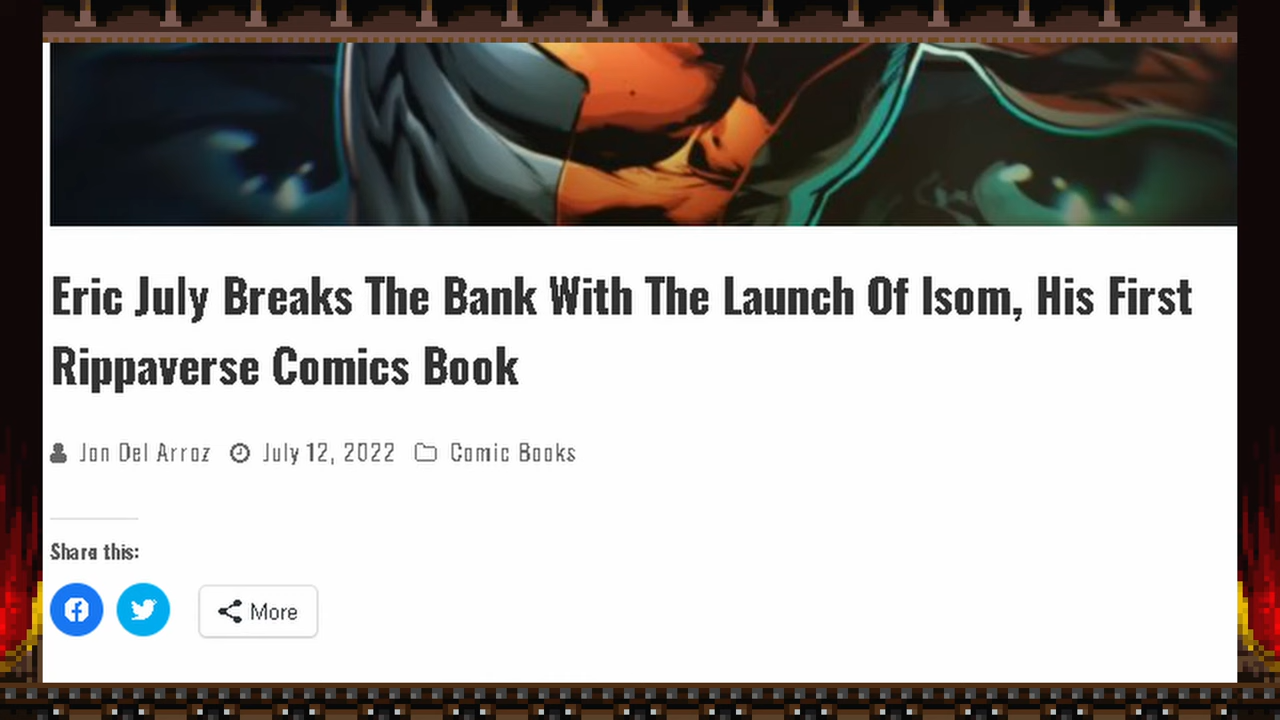 Eric July Breaks The Bank With The Launch Of Isom, His First
Rippaverse Comics Book
Jon Del Arroz July 12, 2022 Comic Books
Share this:
More